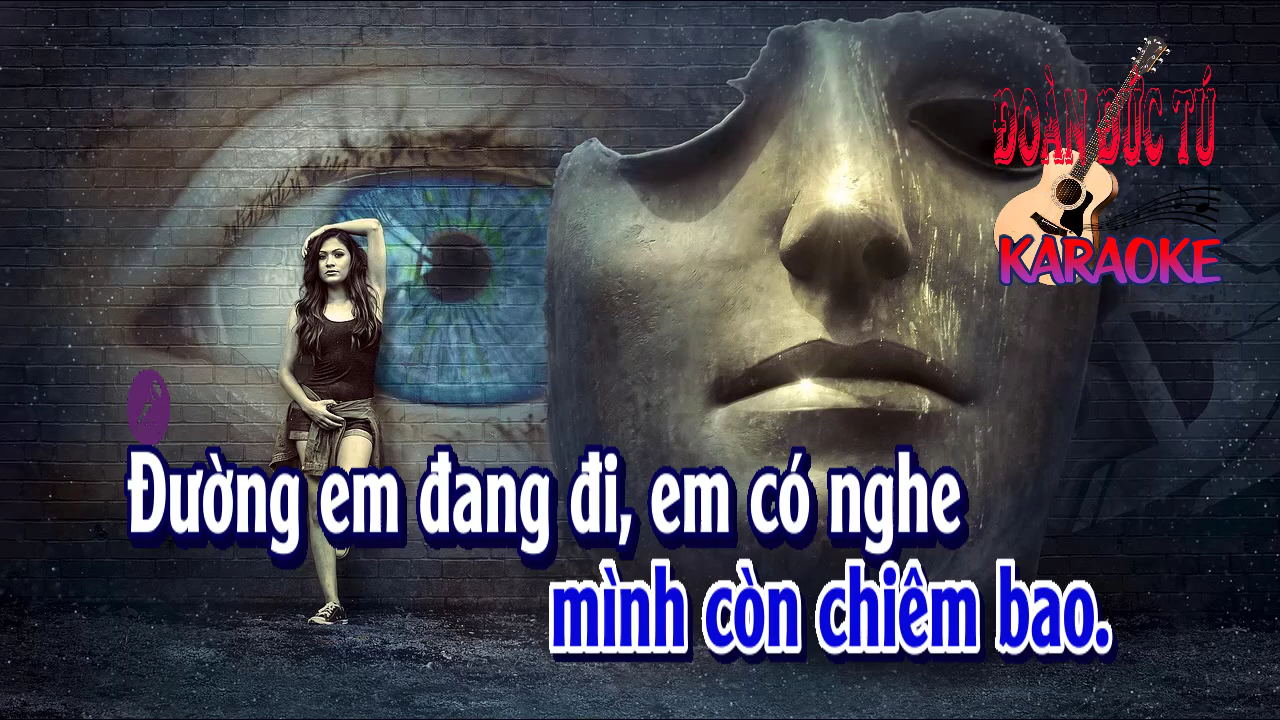 ĐOÀN ĐỨC TÚ
KARAOKE
Đường em đang đi, em có nghe
mình còn chiêm bao.